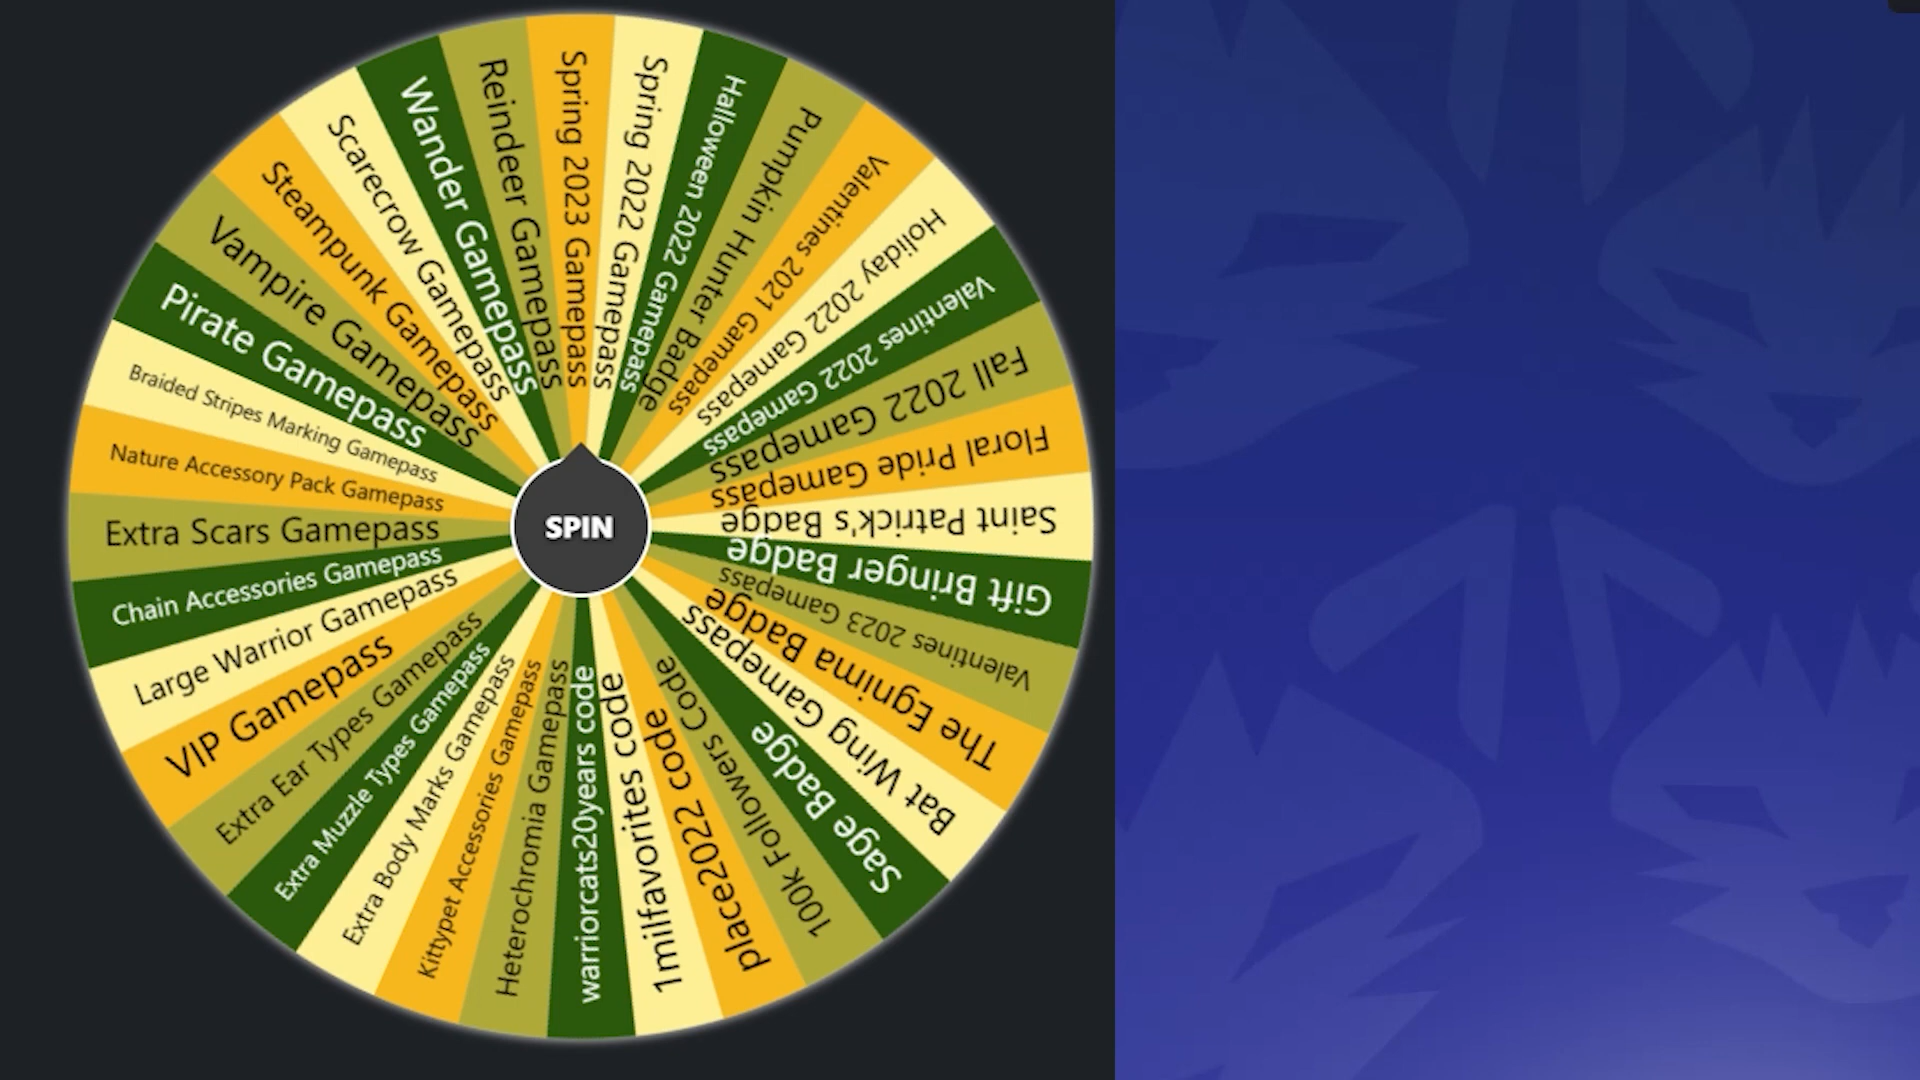 Spring 2023 Gamepass
Spring 2022 Gamepass
Halloween 2022 Gamepass
Pumpkin Hunter Badge
Valentines 2021 Gamepass
Holiday 2022 Gamepass
Valentines 2022 Gamepass
Fall 2022 Gamepass
Floral Pride Gamepass
Saint Patrick's Badge
Gift Bringer Badge
Valentines 2023 Gamepass
The Egnima Badge
Bat Wing Gamepass
Sage Badge
100k Followers Code
place2022 code
1milfavorites code
warriorcats20years code
Heterochromia Gamepass
Kittypet Accessories Gamepass
Extra Body Marks Gamepass
Extra Muzzle Types Gamepass
Extra Ear Types Gamepass
VIP Gamepass
Large Warrior Gamepass
Chain Accessories Gamepass
Extra Scars Gamepass
Nature Accessory Pack Gamepass
Braided Stripes Marking Gamepass
Pirate Gamepass
Vampire Gamepass
Steampunk Gamepass
Scarecrow Gamepass
Wander Gamepass
Reindeer Gamepass
SPIN